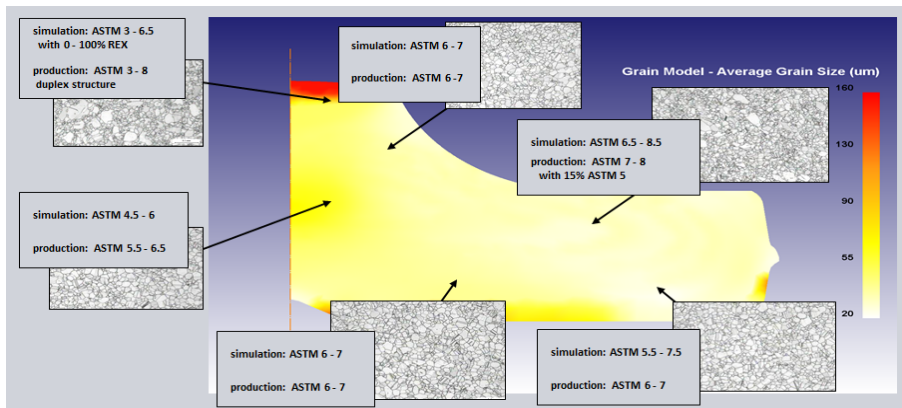 simulation: ASTM 3 - 6.5
with 0 - 100% REX
production: ASTM 3 - 8
duplex structure
simulation: ASTM 6 - 7
production: ASTM 6 -7
Grain Model - Average Grain Size (um)
160
130
90
55
20
simulation: ASTM 6.5 - 8.5
production: ASTM 7 - 8
with 15% ASTM 5
simulation: ASTM 4.5 - 6
production: ASTM 5.5 - 6.5
simulation: ASTM 6 - 7
production: ASTM 6 - 7
simulation: ASTM 5.5 - 7.5
production: ASTM 6 - 7